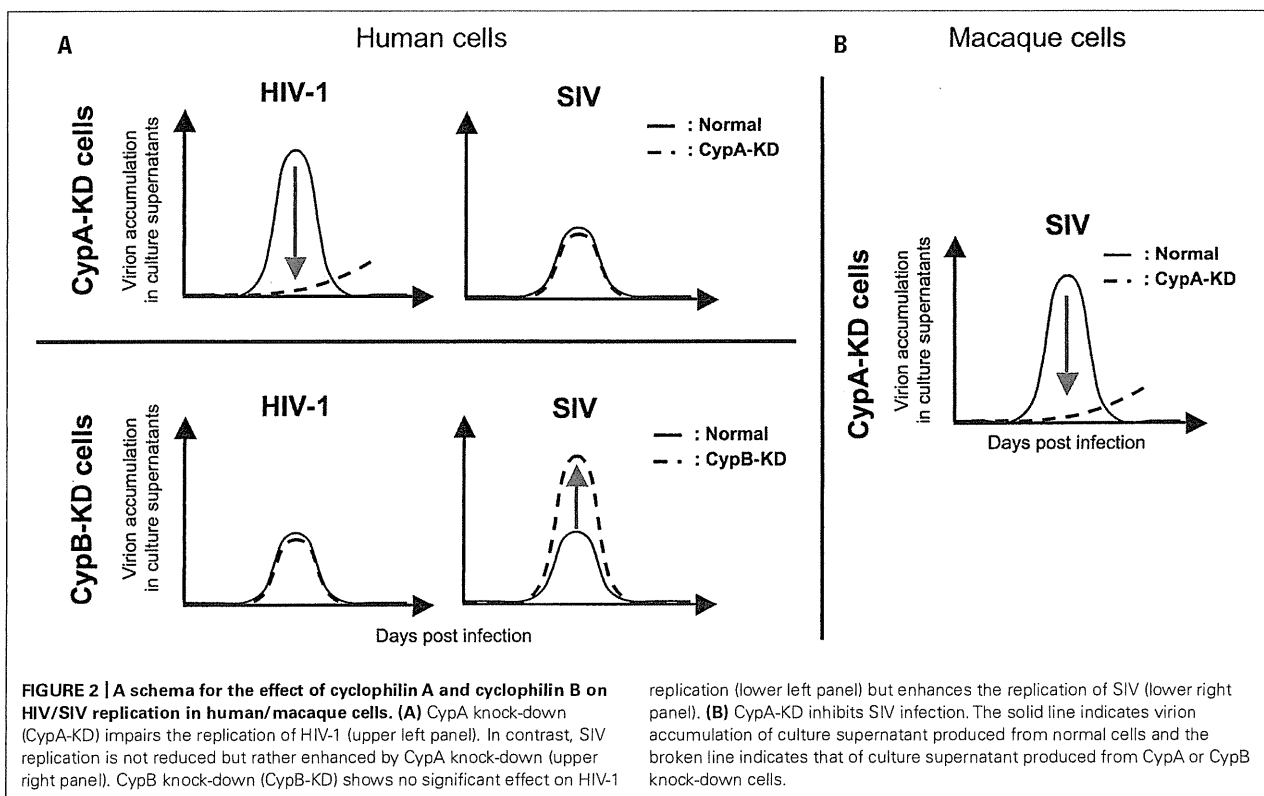 A
Human cells
HIV-1
SIV
CypA-KD cells
Virion accumulation
in culture supernatants
— : Normal
- - : CypA-KD
HIV-1
SIV
CypB-KD cells
Virion accumulation
in culture supernatants
— : Normal
- - : CypB-KD
Days post infection
B
Macaque cells
SIV
CypA-KD cells
Virion accumulation
in culture supernatants
— : Normal
- - : CypA-KD
Days post infection
FIGURE 2 | A schema for the effect of cyclophilin A and cyclophilin B on
HIV/SIV replication in human/macaque cells. (A) CypA knock-down
(CypA-KD) impairs the replication of HIV-1 (upper left panel). In contrast, SIV
replication is not reduced but rather enhanced by CypA knock-down (upper
right panel). CypB knock-down (CypB-KD) shows no significant effect on HIV-1
replication (lower left panel) but enhances the replication of SIV (lower right
panel). (B) CypA-KD inhibits SIV infection. The solid line indicates virion
accumulation of culture supernatant produced from normal cells and the
broken line indicates that of culture supernatant produced from CypA or CypB
knock-down cells.